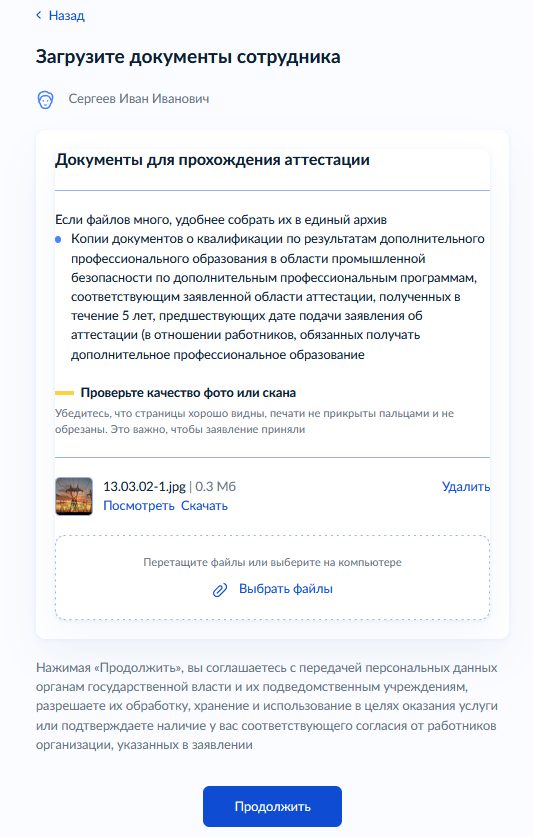 Назад
Загрузите документы сотрудника
Сергеев Иван Иванович
Документы для прохождения аттестации
Если файлов много, удобнее собрать их в единый архив
Копии документов о квалификации по результатам дополнительного
профессионального образования в области промышленной
безопасности по дополнительным профессиональным программам,
соответствующим заявленной области аттестации, полученных в
течение 5 лет, предшествующих дате подачи заявления об
аттестации (в отношении работников, обязанных получать
дополнительное профессиональное образование
Проверьте качество фото или скана
Убедитесь, что страницы хорошо видны, печати не прикрыты пальцами и не
обрезаны. Это важно, чтобы заявление приняли
13.03.02-1.jpg | 0.3 Мб Удалить
Посмотреть Скачать
Перетащите файлы или выберите на компьютере
Выбрать файлы
Нажимая «Продолжить», вы соглашаетесь с передачей персональных данных
органам государственной власти и их подведомственным учреждениям,
разрешаете их обработку, хранение и использование в целях оказания услуги
или подтверждаете наличие у вас соответствующего согласия от работников
организации, указанных в заявлении
Продолжить